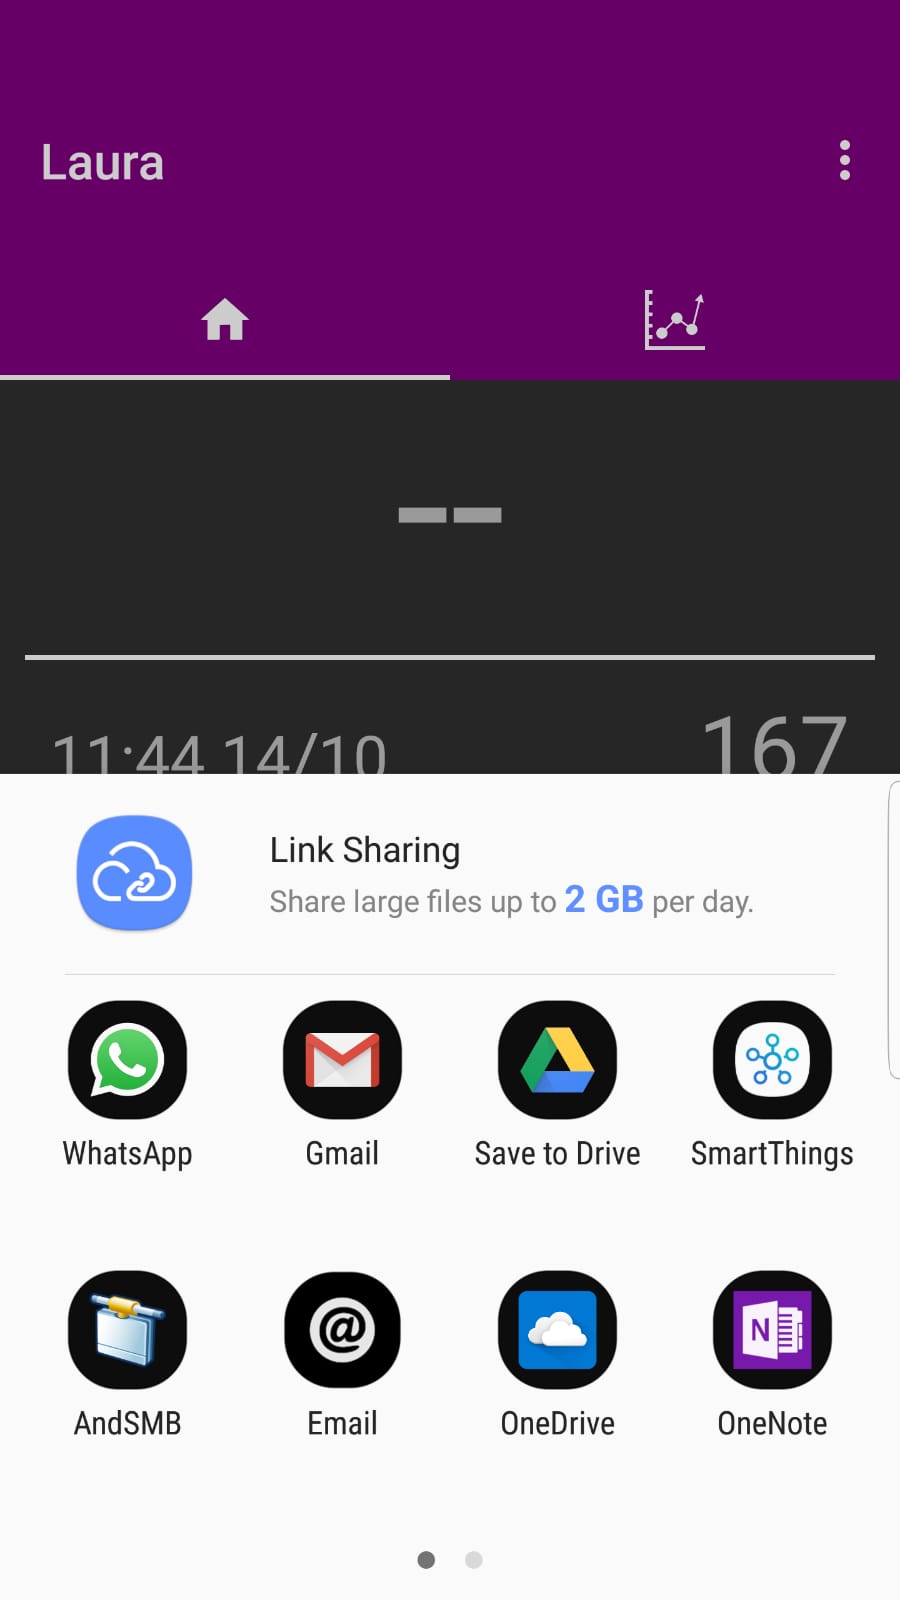 Laura
11:44 14/10
167
Link Sharing
Share large files up to 2 GB per day.
WhatsApp
Gmail
Save to Drive
SmartThings
AndSMB
Email
OneDrive
OneNote